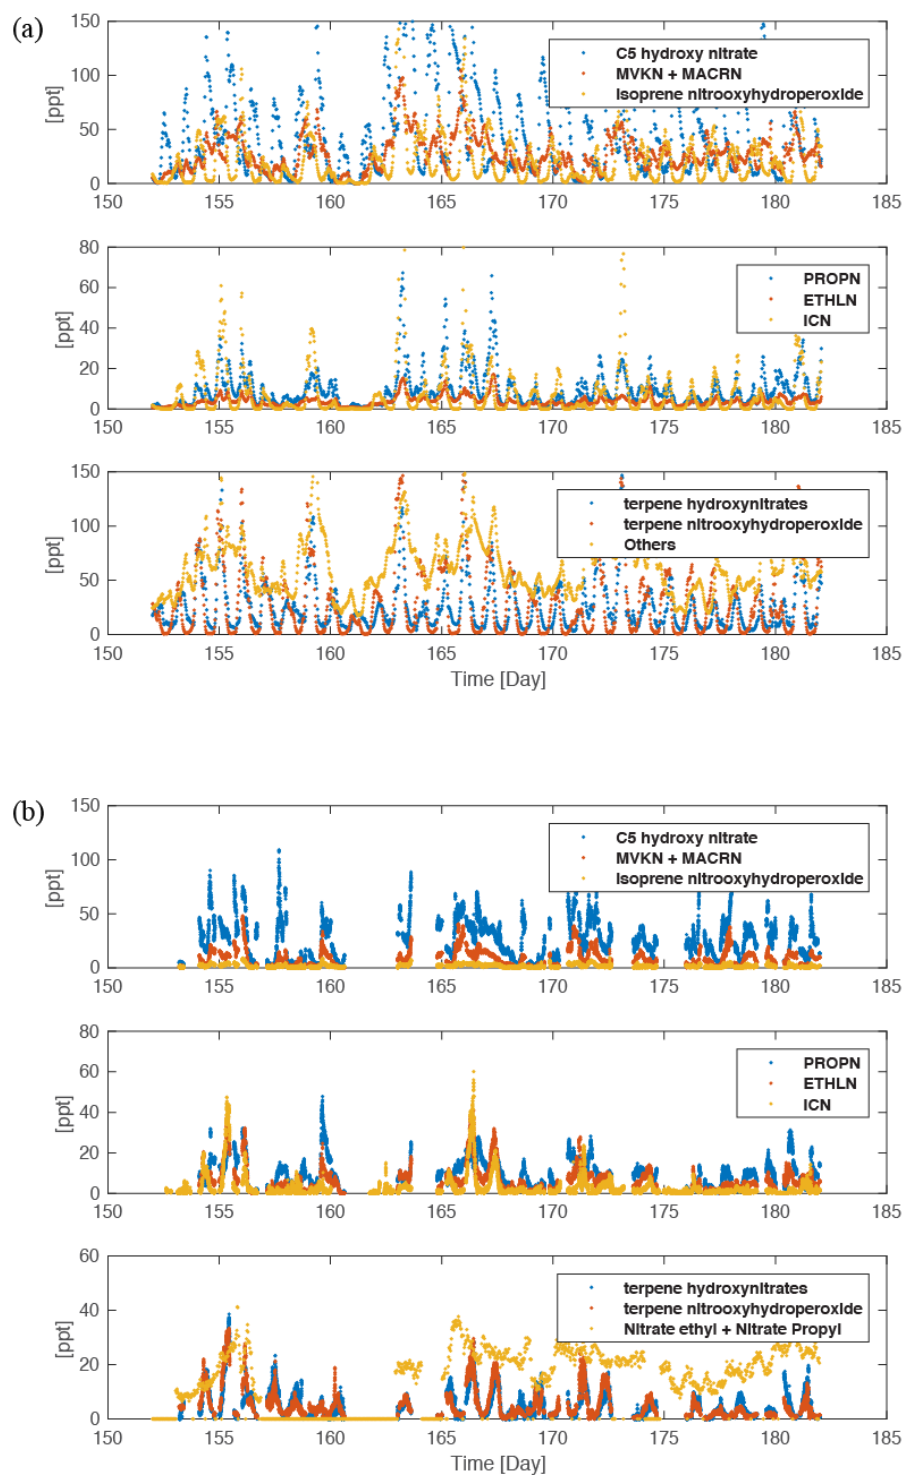 (a)
150
100
50
0
[ppt]
C5 hydroxy nitrate
MVKN + MACRN
Isoprene nitrooxyhydroperoxide
150 155 160 165 170 175 180 185
80
60
40
20
0
[ppt]
PROPN
ETHLN
ICN
150 155 160 165 170 175 180 185
150
100
50
0
[ppt]
terpene hydroxynitrates
terpene nitrooxyhydroperoxide
Others
150 155 160 165 170 175 180 185
Time [Day]
(b)
150
100
50
0
[ppt]
C5 hydroxy nitrate
MVKN + MACRN
Isoprene nitrooxyhydroperoxide
150 155 160 165 170 175 180 185
80
60
40
20
0
[ppt]
PROPN
ETHLN
ICN
150 155 160 165 170 175 180 185
60
40
20
0
[ppt]
terpene hydroxynitrates
terpene nitrooxyhydroperoxide
Nitrate ethyl + Nitrate Propyl
150 155 160 165 170 175 180 185
Time [Day]